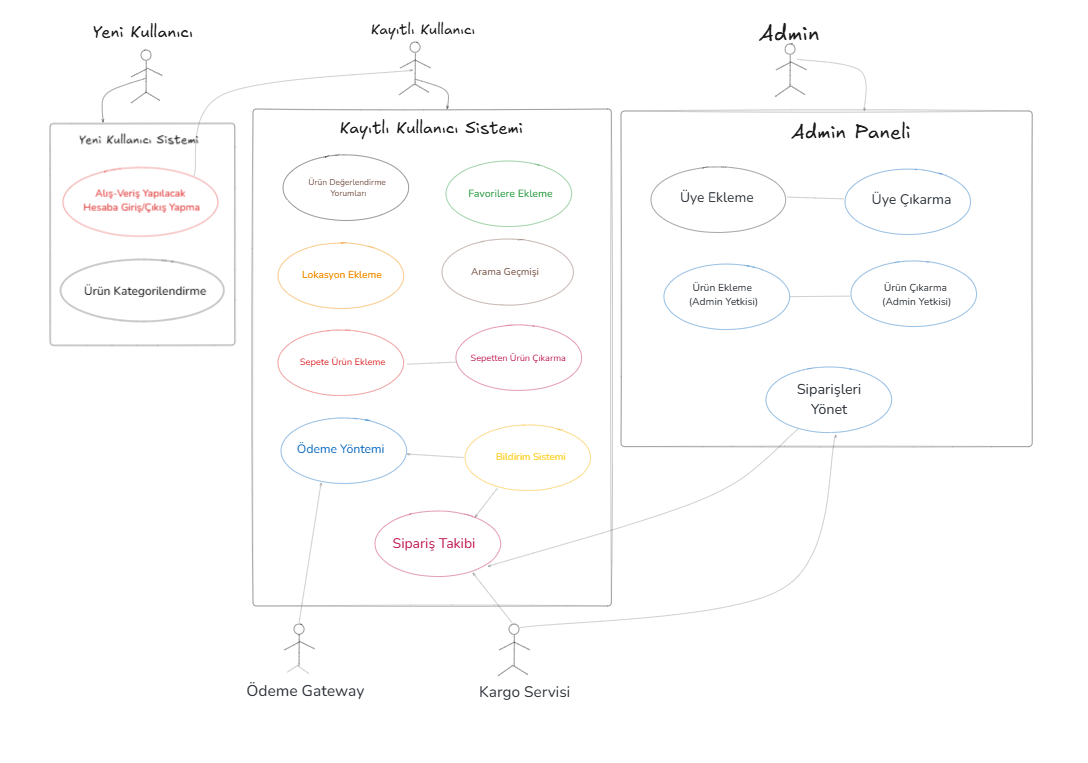 Yeni Kullanıcı
Kayıtlı Kullanıcı
Admin
Yeni Kullanıcı Sistemi
Alış-Veriş Yapılacak
Hesaba Giriş/Çıkış Yapma
Ürün Kategorilendirme
Kayıtlı Kullanıcı Sistemi
Ürün Değerlendirme
Yorumları
Favorilere Ekleme
Lokasyon Ekleme
Arama Geçmişi
Sepete Ürün Ekleme
Sepetten Ürün Çıkarma
Ödeme Yöntemi
Bildirim Sistemi
Sipariş Takibi
Admin Paneli
Üye Ekleme
Üye Çıkarma
Ürün Ekleme
(Admin Yetkisi)
Ürün Çıkarma
(Admin Yetkisi)
Siparişleri
Yönet
Ödeme Gateway
Kargo Servisi